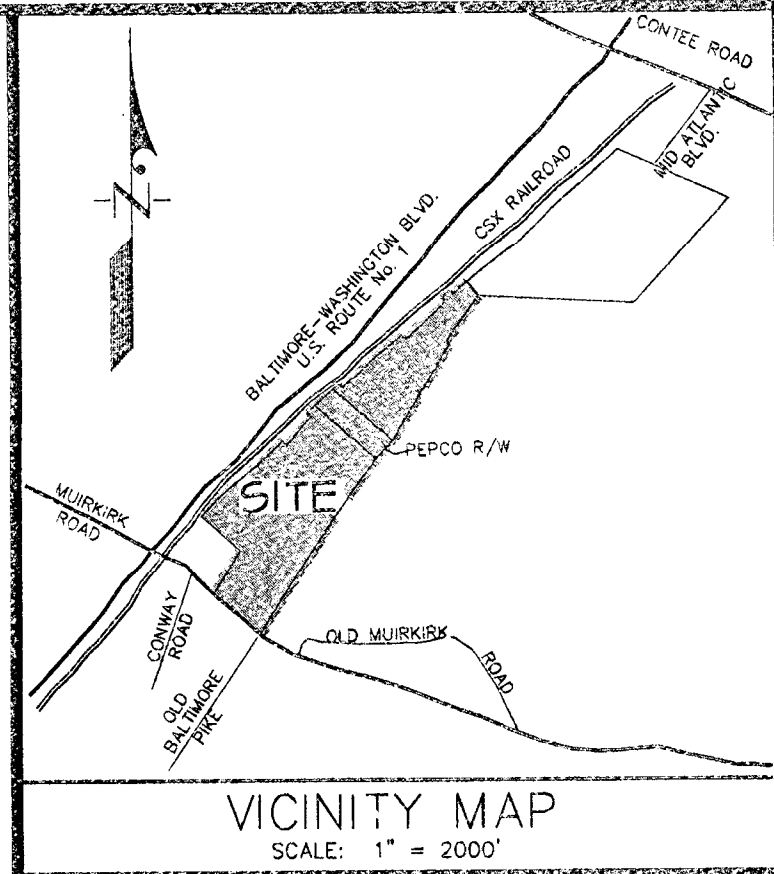 CONTEE ROAD
MID ATLANTIC
BLVD.
CSX RAILROAD
BALTIMORE-WASHINGTON BLVD.
U.S. ROUTE No. 1
N
PEPCO R/W
SITE
MUIRKIRK
ROAD
CONWAY
ROAD
OLD
BALTIMORE
PIKE
OLD MUIRKIRK
ROAD
VICINITY MAP
SCALE: 1" = 2000'